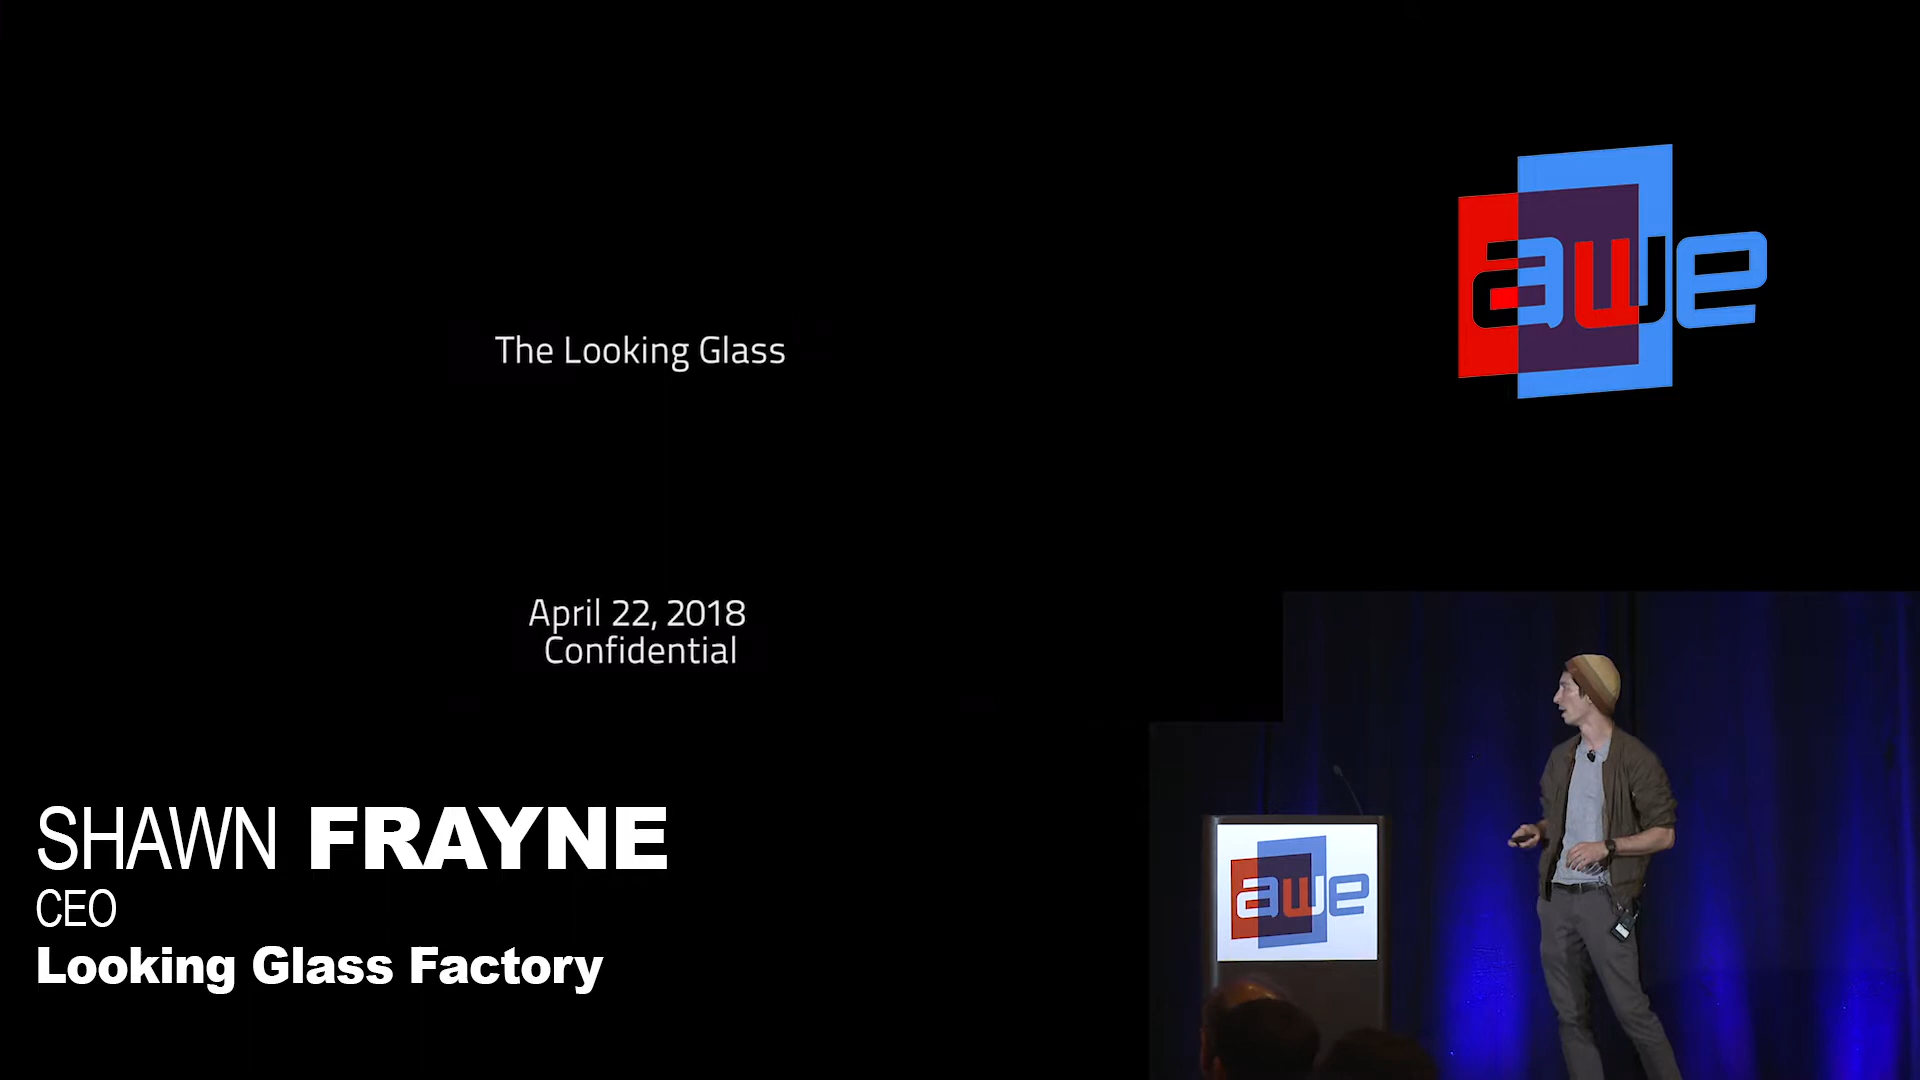 The Looking Glass
April 22, 2018
Confidential
awe
SHAWN FRAYNE
CEO
Looking Glass Factory
awe